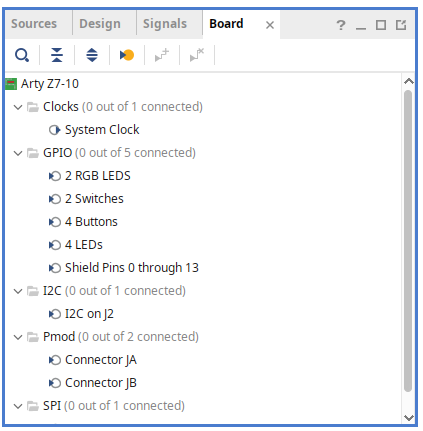 Sources Design Signals Board × ?
Arty Z7-10
Clocks (0 out of 1 connected)
System Clock
GPIO (0 out of 5 connected)
2 RGB LEDS
2 Switches
4 Buttons
4 LEDs
Shield Pins 0 through 13
I2C (0 out of 1 connected)
I2C on J2
Pmod (0 out of 2 connected)
Connector JA
Connector JB
SPI (0 out of 1 connected)